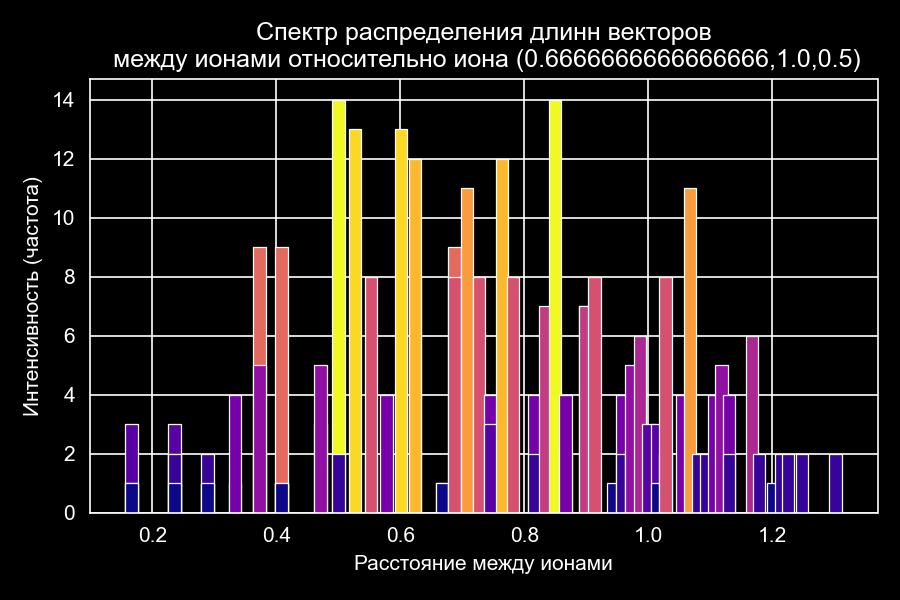 Спектр распределения длинн векторов
между ионами относительно иона (0.6666666666666666,1.0,0.5)
Интенсивность (частота)
14
12
10
8
6
4
2
0
0.2 0.4 0.6 0.8 1.0 1.2
Расстояние между ионами